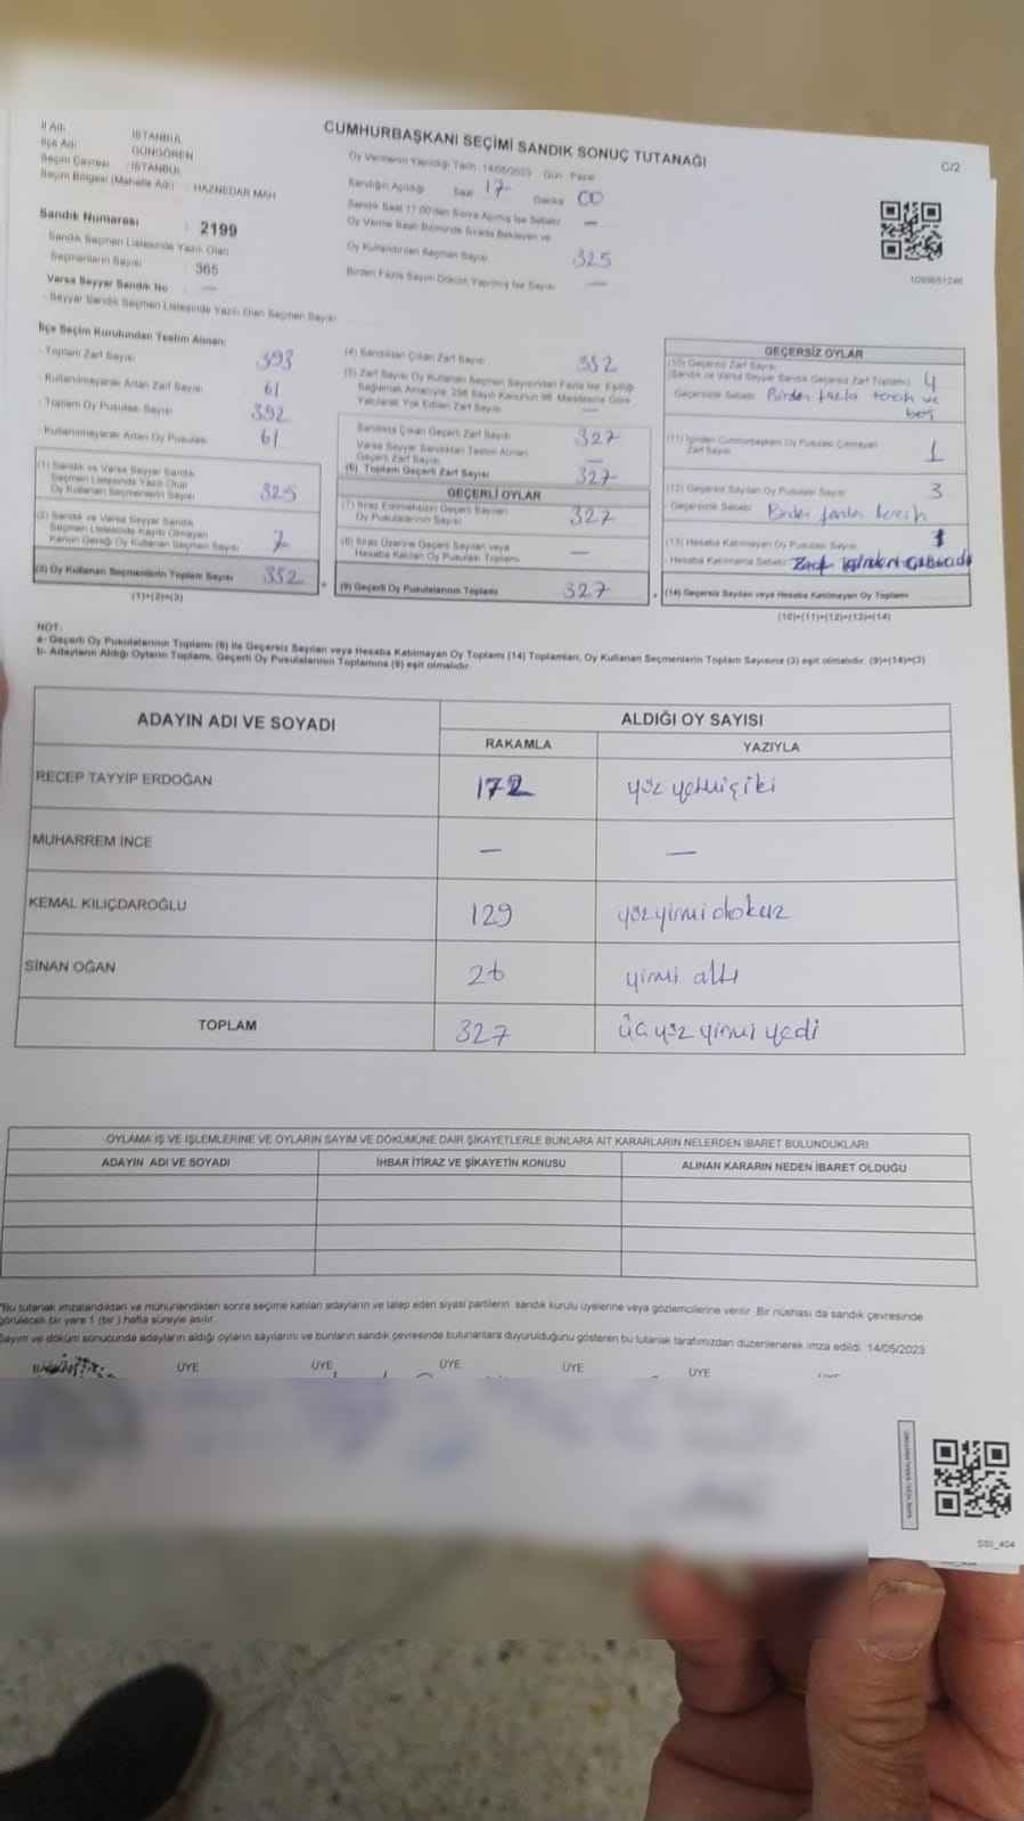 CUMHURBAŞKANI SEÇİMİ SANDIK SONUÇ TUTANAĞI
C/2
İl Adı İSTANBUL
İlçe Adı GÜNGÖREN
Seçim Çevresi : İSTANBUL
Seçim Bölgesi (Mahalle Adı) : HAZNEDAR MAH
Oy Vermenin Yapıldığı Tarih : 14/05/2023 Gün : Pazar
Sandığın Açıldığı Saat 17 Dakika 00
Sandık Saat 17:00'den Sonra Açılmış İse Sebebi —
Oy Verme Saati Bitiminde Sırada Bekleyen ve
Oy Kullandırılan Seçmen Sayısı 325
Birden Fazla Sayım Döküm Yapılmış İse Sayısı —
Sandık Numarası : 2199
Sandık Seçmen Listesinde Yazılı Olan
Seçmenlerin Sayısı 365
Varsa Seyyar Sandık No —
Seyyar Sandık Seçmen Listesinde Yazılı Olan Seçmen Sayısı
İlçe Seçim Kurulundan Teslim Alınan:
Toplam Zarf Sayısı 393
Kullanılmayarak Artan Zarf Sayısı 61
Toplam Oy Pusulası Sayısı 392
Kullanılmayarak Artan Oy Pusulası 61
(1) Sandık ve Varsa Seyyar Sandık
Seçmen Listesinde Yazılı Olup
Oy Kullanan Seçmenlerin Sayısı 325
(2) Sandık ve Varsa Seyyar Sandık
Seçmen Listesinde Kayıtlı Olmayan
Kanun Gereği Oy Kullanan Seçmen Sayısı 7
(3) Oy Kullanan Seçmenlerin Toplam Sayısı 332
(1)+(2)=(3)
(4) Sandıktan Çıkan Zarf Sayısı 332
(5) Zarf Sayısı Oy Kullanan Seçmen Sayısından Fazla İse, Eşitliği
Sağlamak Amacıyla, 298 Sayılı Kanunun 98. Maddesine Göre
Yakılarak Yok Edilen Zarf Sayısı —
Sandıkta Çıkan Geçerli Zarf Sayısı 327
Varsa Seyyar Sandıktan Teslim Alınan
Geçerli Zarf Sayısı —
(6) Toplam Geçerli Zarf Sayısı 327
GEÇERLİ OYLAR
(7) İtiraz Edilmeksizin Geçerli Sayılan
Oy Pusulalarının Sayısı 327
(8) İtiraz Üzerine Geçerli Sayılan veya
Hesaba Katılan Oy Pusulası Toplamı —
(9) Geçerli Oy Pusulalarının Toplamı 327
GEÇERSİZ OYLAR
(10) Geçersiz Zarf Sayısı
(Sandık ve Varsa Seyyar Sandık Geçersiz Zarf Toplamı) 4
Geçersizlik Sebebi: Birden fazla tercih ve
boş
Zarf Sayısı 1
(12) Geçersiz Sayılan Oy Pusulası Sayısı 3
Geçersizlik Sebebi: Birden fazla tercih
(13) Hesaba Katılmayan Oy Pusulası Sayısı 1
Hesaba Katılmama Sebebi: Zarf
(14) Geçersiz Sayılan veya Hesaba Katılmayan Oy Toplamı
(10)+(11)+(12)+(13)=(14)
NOT:
a- Geçerli Oy Pusulalarının Toplamı (9) ile Geçersiz Sayılan veya Hesaba Katılmayan Oy Toplamı (14) Toplamları, Oy Kullanan Seçmenlerin Toplam Sayısına (3) eşit olmalıdır. (9)+(14)=(3)
b- Adayların Aldığı Oyların Toplamı, Geçerli Oy Pusulalarının Toplamına (9) eşit olmalıdır.
ADAYIN ADI VE SOYADI ALDIĞI OY SAYISI
RAKAMLA YAZIYLA
RECEP TAYYİP ERDOĞAN 172 yüz yetmiş iki
MUHARREM İNCE — —
KEMAL KILIÇDAROĞLU 129 yüz yirmi dokuz
SİNAN OĞAN 26 yirmi altı
TOPLAM 327 üç yüz yirmi yedi
OYLAMA İŞ VE İŞLEMLERİNE VE OYLARIN SAYIM VE DÖKÜMÜNE DAİR ŞİKAYETLERLE BUNLARA AİT KARARLARIN NELERDEN İBARET BULUNDUKLARI
ADAYIN ADI VE SOYADI İHBAR İTİRAZ VE ŞİKAYETİN KONUSU ALINAN KARARIN NEDEN İBARET OLDUĞU
*Bu tutanak imzalandıktan ve mühürlendikten sonra seçime katılan adayların ve talep eden siyasi partilerin sandık kurulu üyelerine veya gözlemcilerine verilir. Bir nüshası da sandık çevresinde
görülecek bir yere 1 (bir) hafta süreyle asılır.
Sayım ve döküm sonucunda adayların aldığı oyların sayılarını ve bunların sandık çevresinde bulunanlara duyurulduğunu gösteren bu tutanak tarafımızdan düzenlenerek imza edildi. 14/05/2023
ÜYE ÜYE ÜYE ÜYE ÜYE
SSI_404